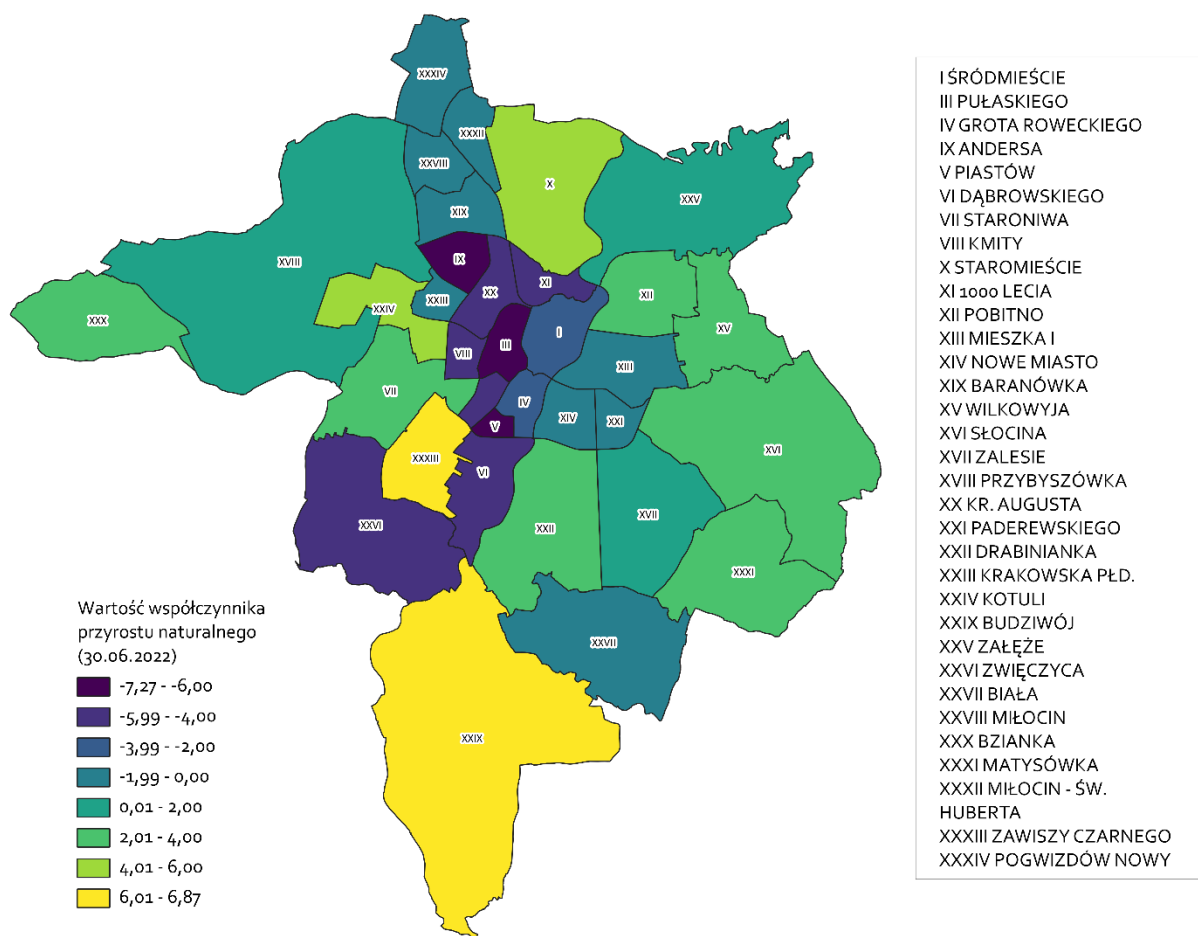 XXXIV
XXXII
XXVIII
X
XXV
XIX
IX
XVIII
XI
XX
XII
XXIII
XXIV
XXX
XV
I
III
VIII
XIII
VII
IV
XIV
XXI
V
XVI
XXXIII
VI
XVII
XXVI
XXII
XXXI
XXVII
XXIX
Wartość współczynnika
przyrostu naturalnego
(30.06.2022)
-7,27 - -6,00
-5,99 - -4,00
-3,99 - -2,00
-1,99 - 0,00
0,01 - 2,00
2,01 - 4,00
4,01 - 6,00
6,01 - 6,87
I ŚRÓDMIEŚCIE
III PUŁASKIEGO
IV GROTA ROWECKIEGO
IX ANDERSA
V PIASTÓW
VI DĄBROWSKIEGO
VII STARONIWA
VIII KMITY
X STAROMIEŚCIE
XI 1000 LECIA
XII POBITNO
XIII MIESZKA I
XIV NOWE MIASTO
XIX BARANÓWKA
XV WILKOWYJA
XVI SŁOCINA
XVII ZALESIE
XVIII PRZYBYSZÓWKA
XX KR. AUGUSTA
XXI PADEREWSKIEGO
XXII DRABINIANKA
XXIII KRAKOWSKA PŁD.
XXIV KOTULI
XXIX BUDZIWÓJ
XXV ZAŁĘŻE
XXVI ZWIĘCZYCA
XXVII BIAŁA
XXVIII MIŁOCIN
XXX BZIANKA
XXXI MATYSÓWKA
XXXII MIŁOCIN - ŚW.
HUBERTA
XXXIII ZAWISZY CZARNEGO
XXXIV POGWIZDÓW NOWY